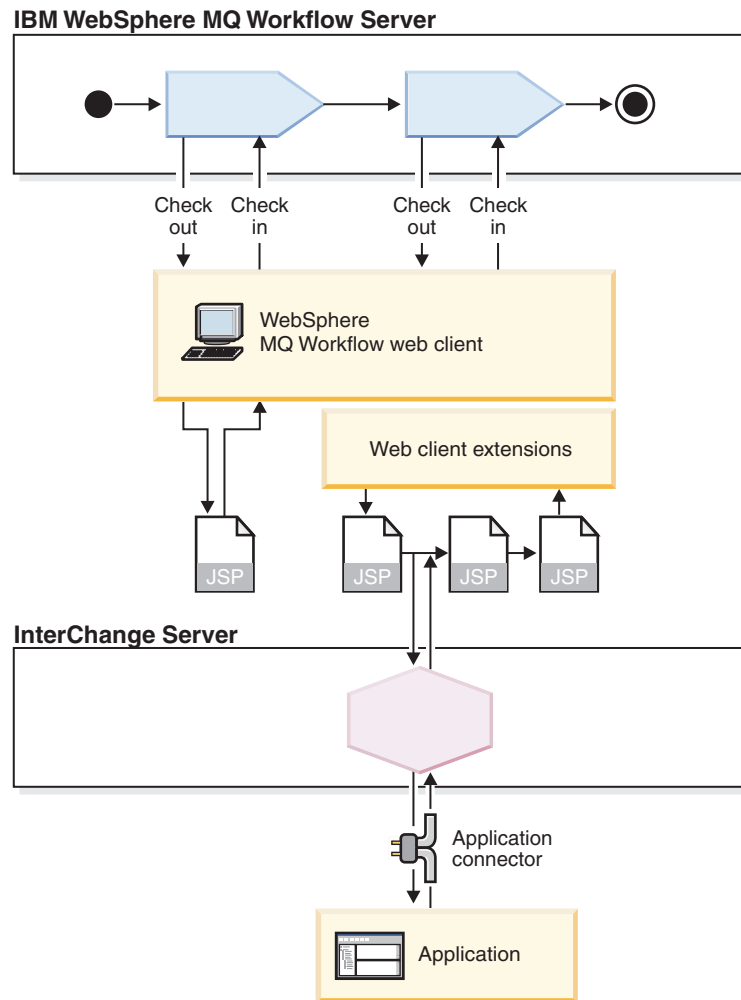 IBM WebSphere MQ Workflow Server
Check
out
Check
in
Check
out
Check
in
WebSphere
MQ Workflow web client
Web client extensions
JSP
JSP
JSP
JSP
InterChange Server
Application
connector
Application